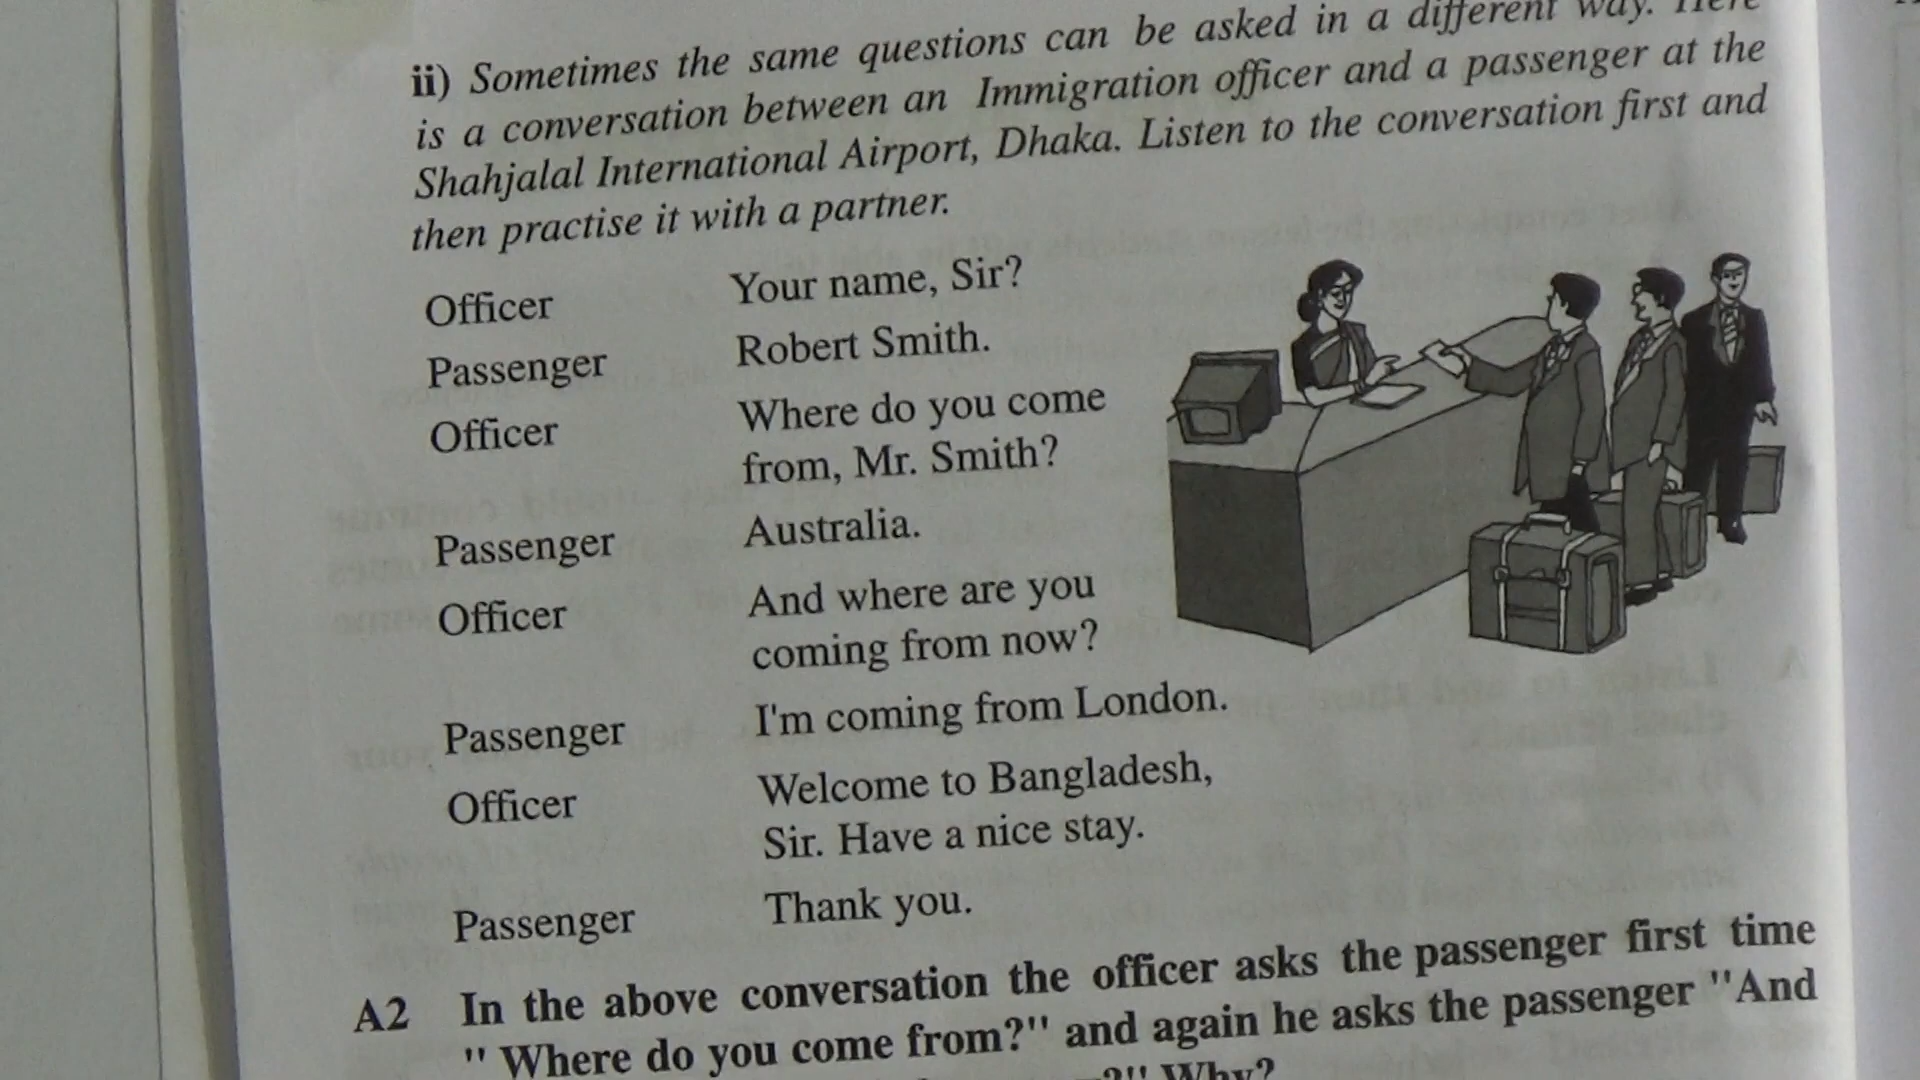 ii) Sometimes the same questions can be asked in a different way. Here
is a conversation between an Immigration officer and a passenger at the
Shahjalal International Airport, Dhaka. Listen to the conversation first and
then practise it with a partner.
Officer Your name, Sir?
Passenger Robert Smith.
Officer Where do you come
from, Mr. Smith?
Passenger Australia.
Officer And where are you
coming from now?
Passenger I'm coming from London.
Officer Welcome to Bangladesh,
Sir. Have a nice stay.
Passenger Thank you.
A2 In the above conversation the officer asks the passenger first time
" Where do you come from?" and again he asks the passenger "And
?" Why?